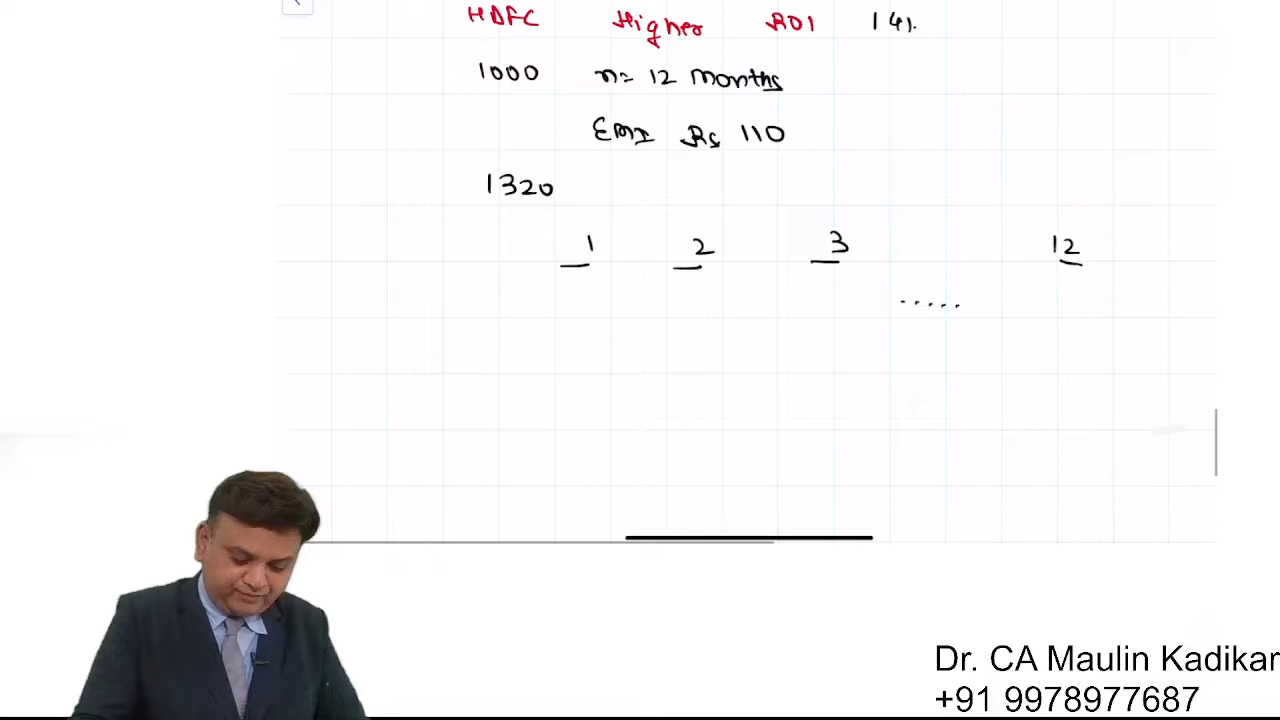 HDFC Higher ROI 14%
1000 n= 12 months
EMI Rs 110
1320
1 2 3 12
.....
Dr. CA Maulin Kadikar
+91 9978977687